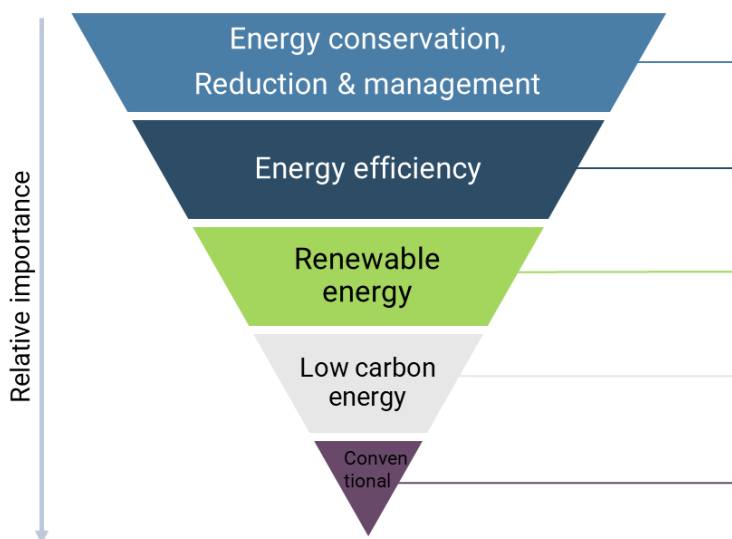 Energy conservation,
Reduction & management
Energy efficiency
Renewable
energy
Low carbon
energy
Conven
tional
Relative importance